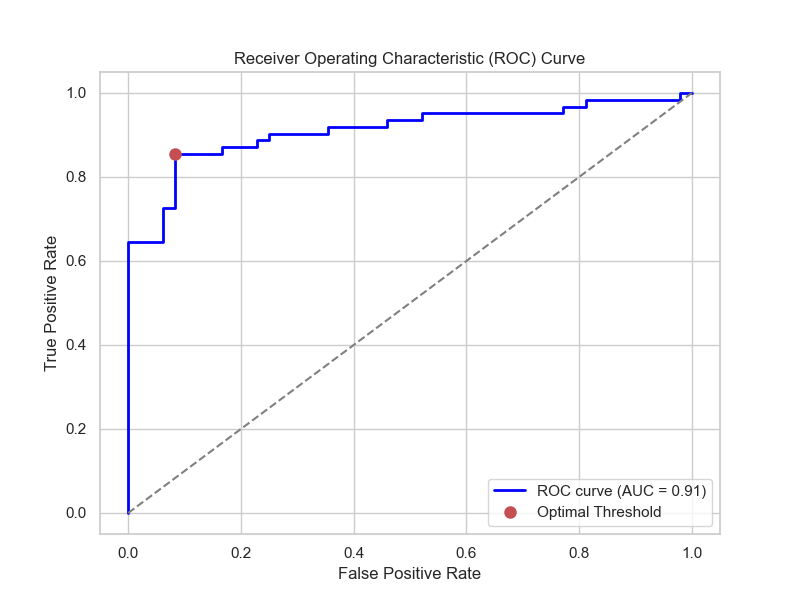 Receiver Operating Characteristic (ROC) Curve
True Positive Rate
1.0
0.8
0.6
0.4
0.2
0.0
0.0 0.2 0.4 0.6 0.8 1.0
False Positive Rate
ROC curve (AUC = 0.91)
Optimal Threshold